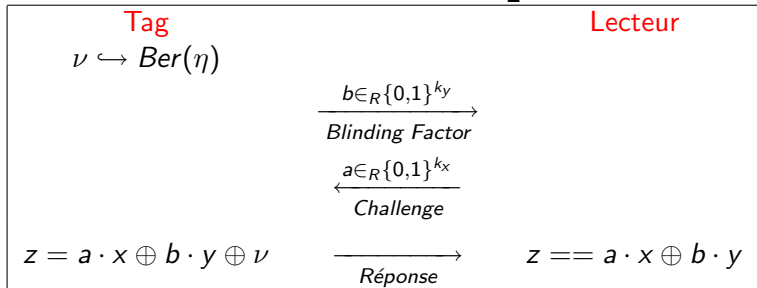 Tag Lecteur
ν ↪ Ber(η)
b∈_R{0,1}^{k_y}
Blinding Factor
a∈_R{0,1}^{k_x}
Challenge
z = a · x ⊕ b · y ⊕ ν z == a · x ⊕ b · y
Réponse